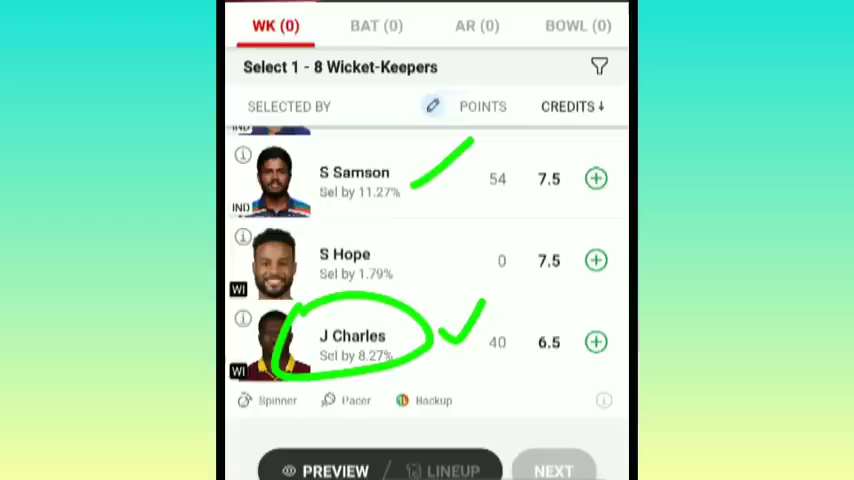 WK (0) BAT (0) AR (0) BOWL (0)
Select 1 - 8 Wicket-Keepers
SELECTED BY POINTS CREDITS↓
IND
S Samson 54 7.5
Sel by 11.27%
IND
S Hope 0 7.5
Sel by 1.79%
WI
J Charles 40 6.5
Sel by 8.27%
WI
Spinner Pacer Backup
PREVIEW / LINEUP NEXT